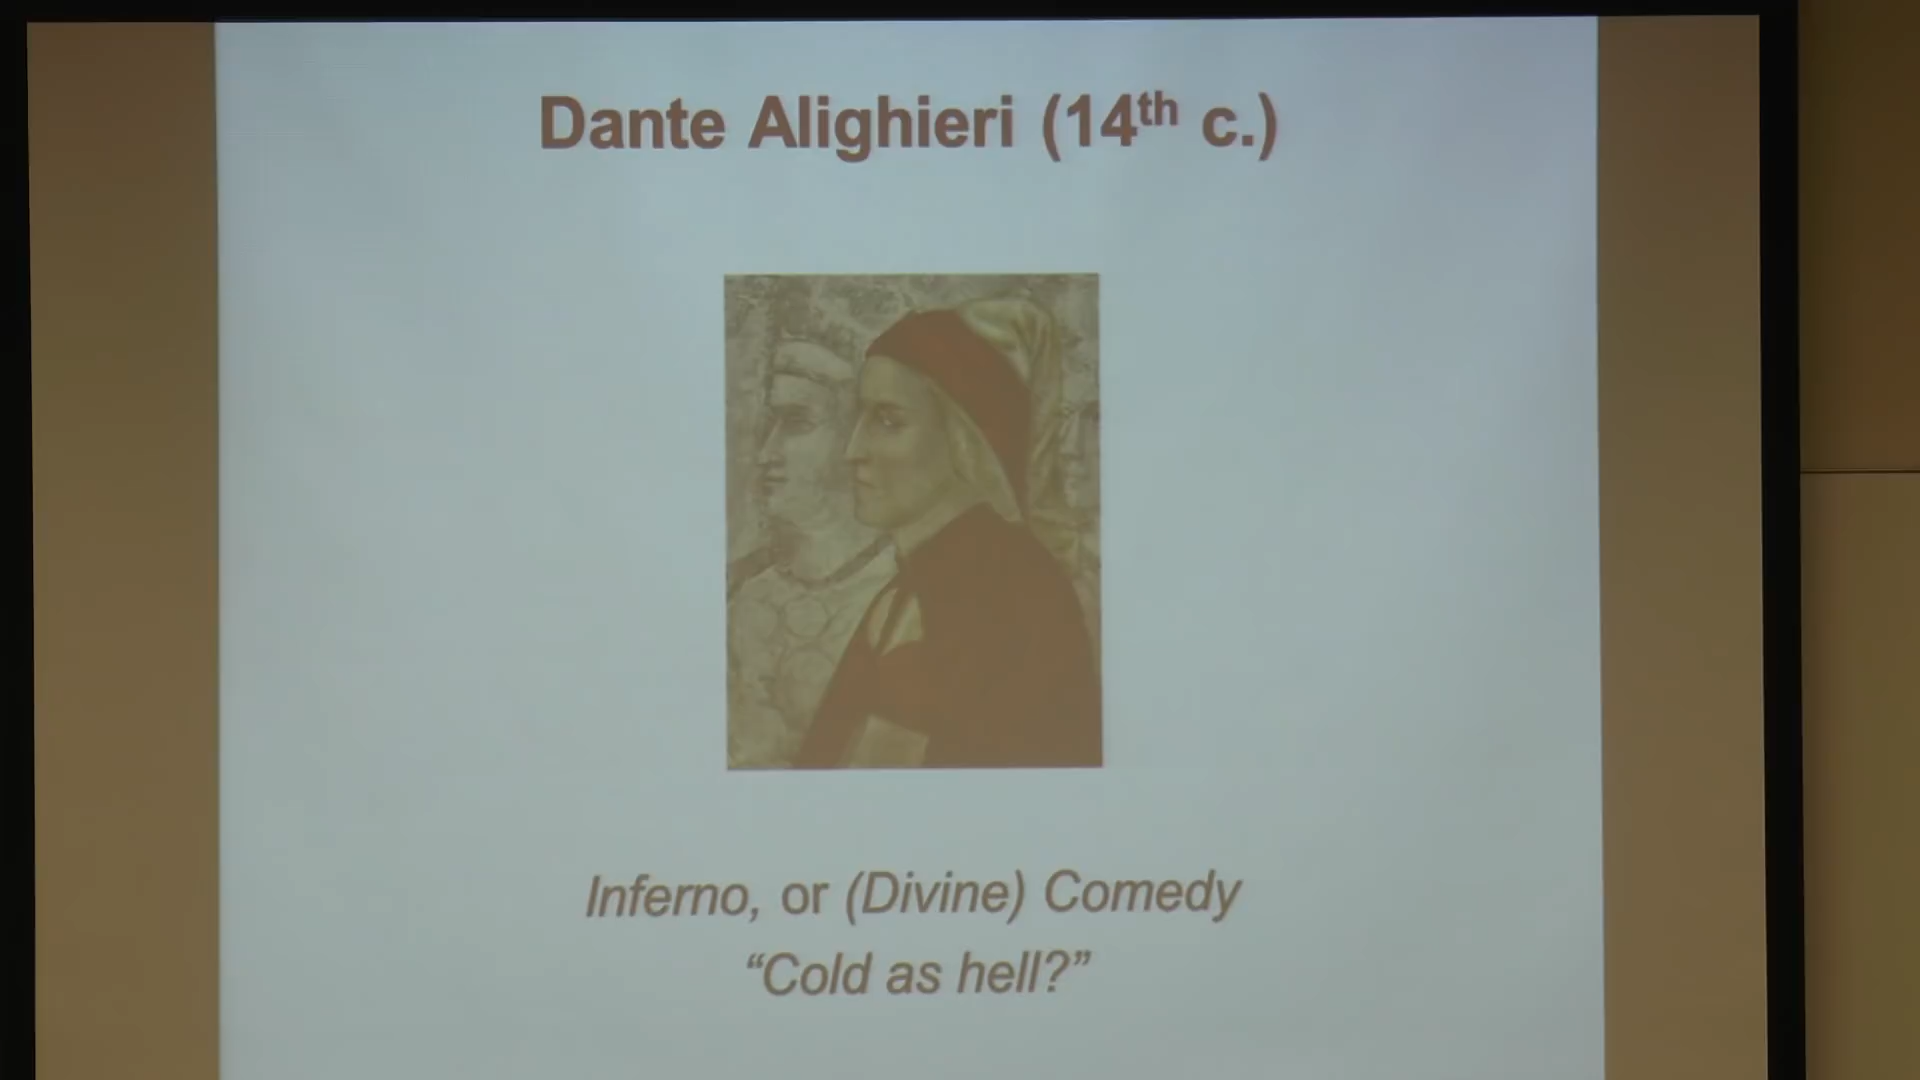 Dante Alighieri (14th c.)
Inferno, or (Divine) Comedy
“Cold as hell?”